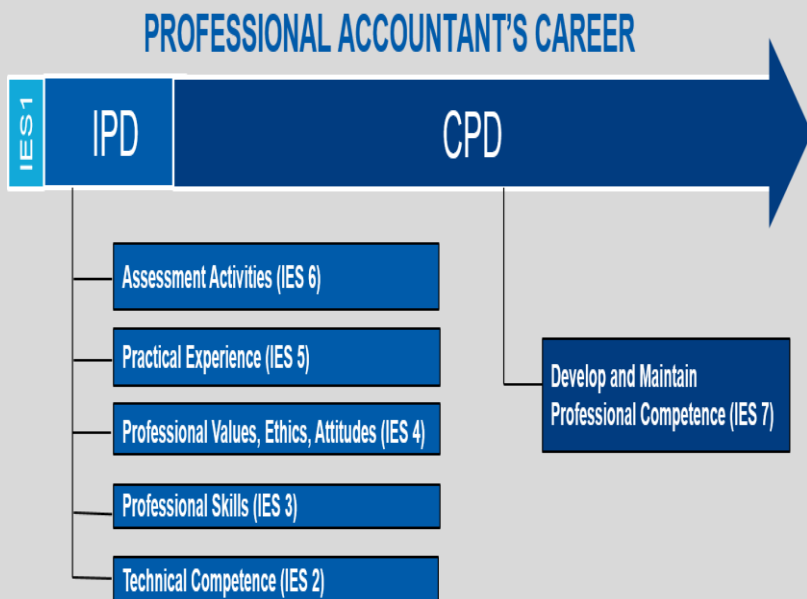 PROFESSIONAL ACCOUNTANT'S CAREER
IES1
IPD
CPD
Assessment Activities (IES 6)
Practical Experience (IES 5)
Professional Values, Ethics, Attitudes (IES 4)
Professional Skills (IES 3)
Technical Competence (IES 2)
Develop and Maintain
Professional Competence (IES 7)